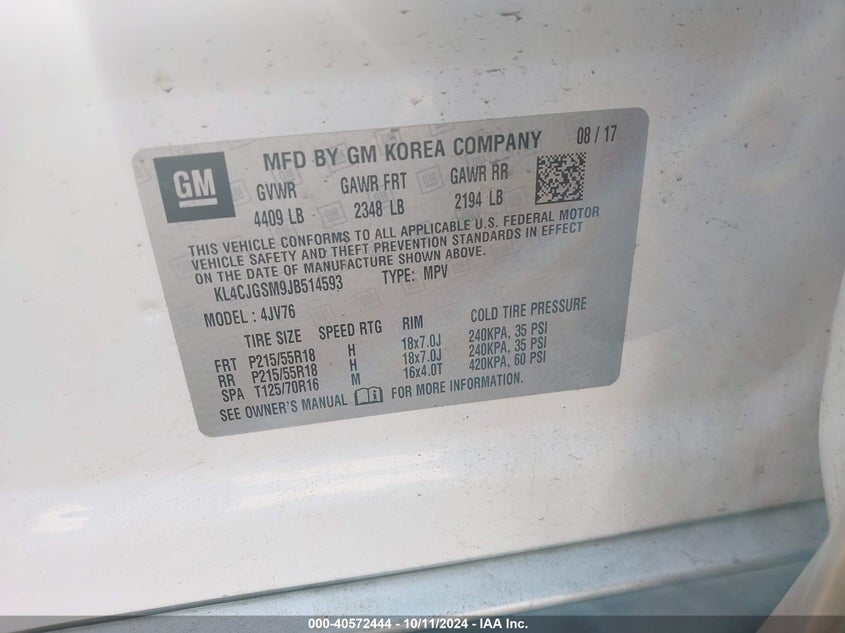 GM
MFD BY GM KOREA COMPANY 08 / 17
GVWR GAWR FRT GAWR RR
4409 LB 2348 LB 2194 LB
THIS VEHICLE CONFORMS TO ALL APPLICABLE U.S. FEDERAL MOTOR
VEHICLE SAFETY AND THEFT PREVENTION STANDARDS IN EFFECT
ON THE DATE OF MANUFACTURE SHOWN ABOVE.
KL4CJGSM9JB514593 TYPE: MPV
MODEL : 4JV76
TIRE SIZE SPEED RTG RIM COLD TIRE PRESSURE
FRT P215/55R18 H 18x7.0J 240KPA, 35 PSI
RR P215/55R18 H 18x7.0J 240KPA, 35 PSI
SPA T125/70R16 M 16x4.0T 420KPA, 60 PSI
SEE OWNER'S MANUAL FOR MORE INFORMATION.
000-40572444 - 10/11/2024 - IAA Inc.